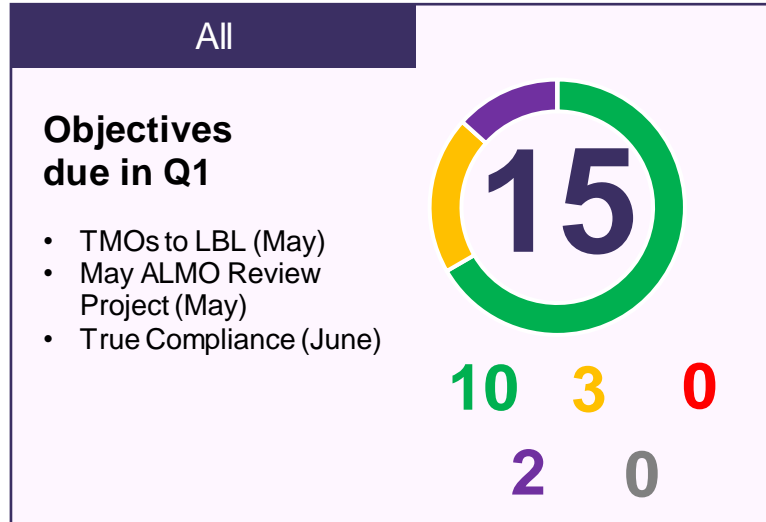 All
Objectives
due in Q1
• TMOs to LBL (May)
• May ALMO Review
Project (May)
• True Compliance (June)
15
10 3 0
2 0